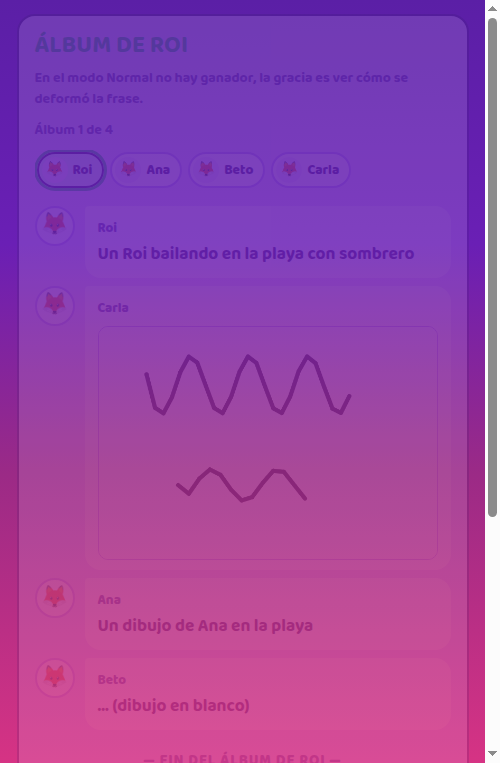 ÁLBUM DE ROI
En el modo Normal no hay ganador, la gracia es ver cómo se
deformó la frase.
Álbum 1 de 4
Roi
Ana
Beto
Carla
Roi
Un Roi bailando en la playa con sombrero
Carla
Ana
Un dibujo de Ana en la playa
Beto
... (dibujo en blanco)
— FIN DEL ÁLBUM DE ROI —